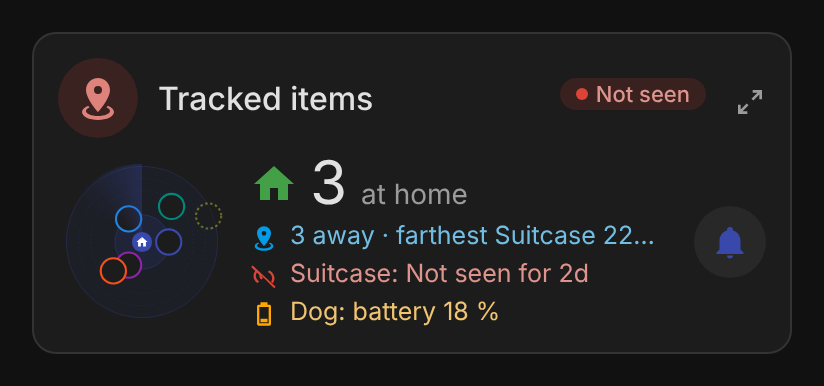 Tracked items
Not seen
3 at home
3 away · farthest Suitcase 22…
Suitcase: Not seen for 2d
Dog: battery 18 %